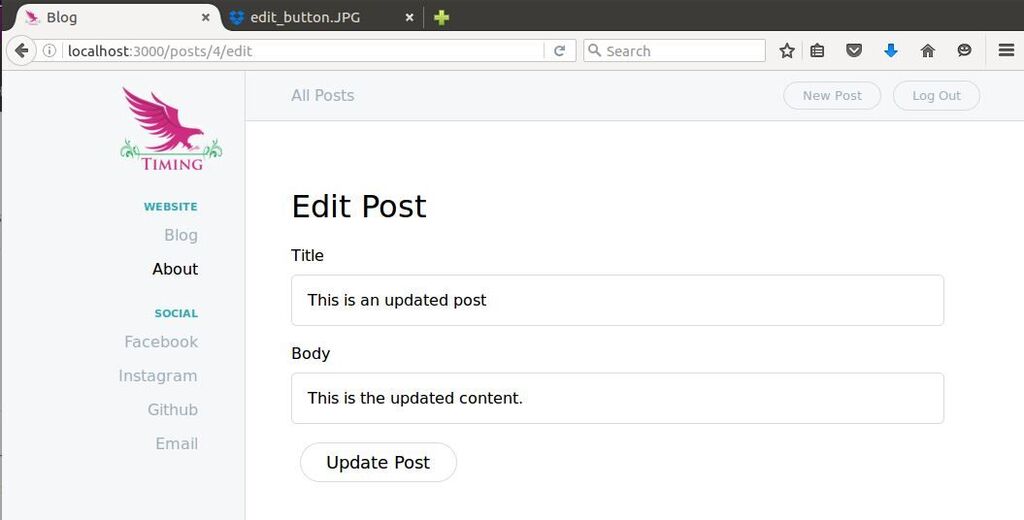 Blog
edit_button.JPG
localhost:3000/posts/4/edit
Search
TIMING
WEBSITE
Blog
About
SOCIAL
Facebook
Instagram
Github
Email
All Posts
New Post
Log Out
Edit Post
Title
This is an updated post
Body
This is the updated content.
Update Post